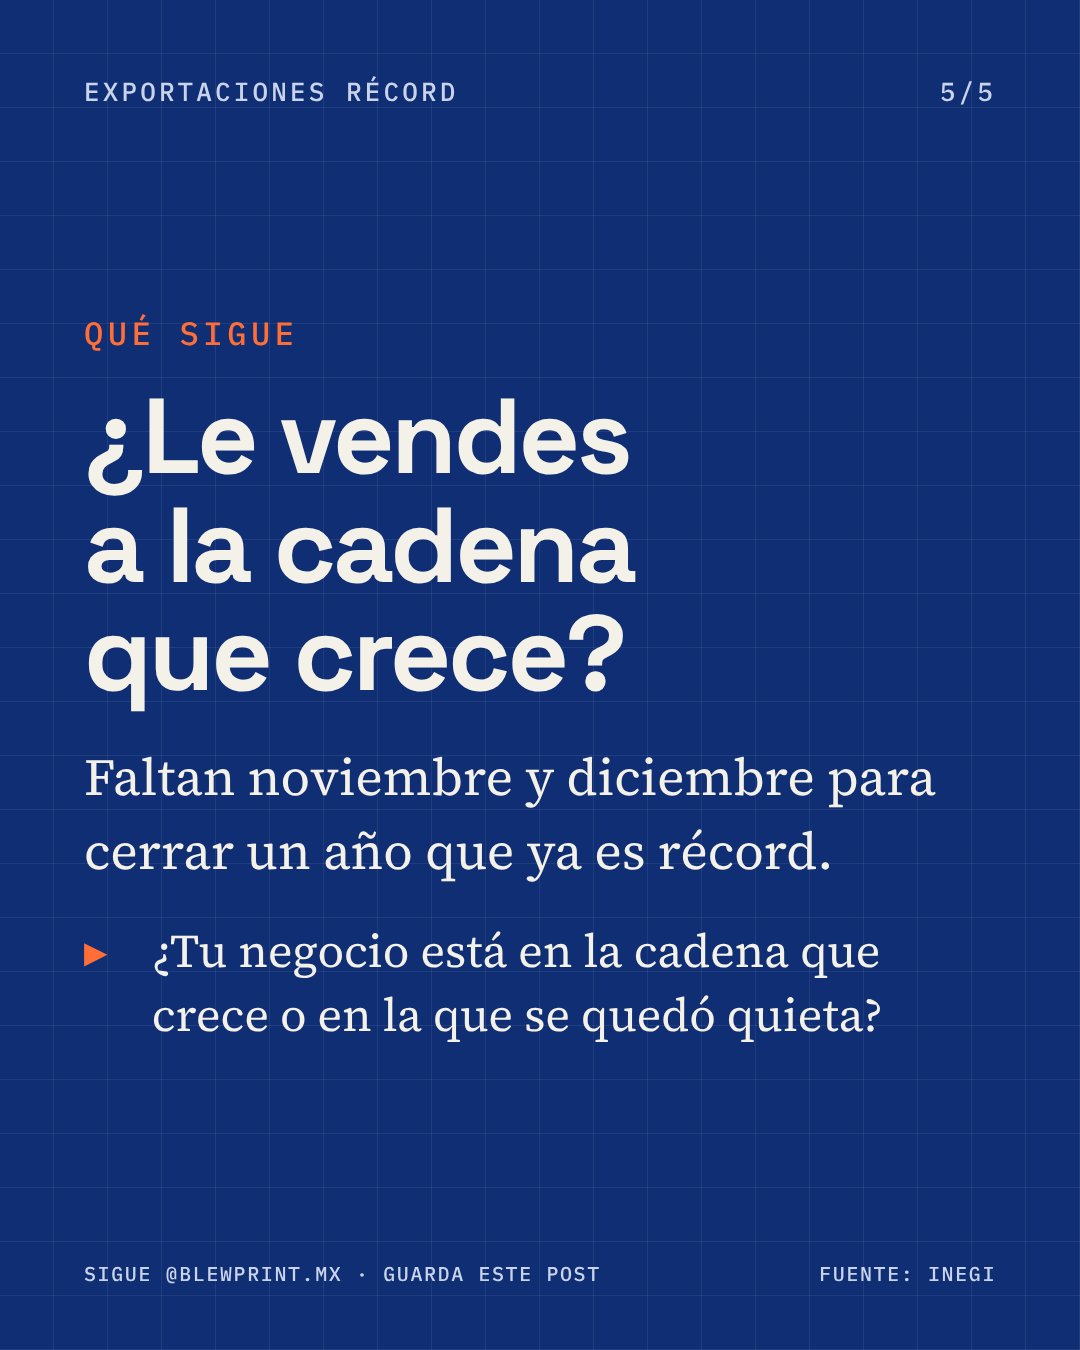 EXPORTACIONES RÉCORD
5/5
QUÉ SIGUE
¿Le vendes
a la cadena
que crece?
Faltan noviembre y diciembre para
cerrar un año que ya es récord.
► ¿Tu negocio está en la cadena que
crece o en la que se quedó quieta?
SIGUE @BLEWPRINT.MX · GUARDA ESTE POST
FUENTE: INEGI